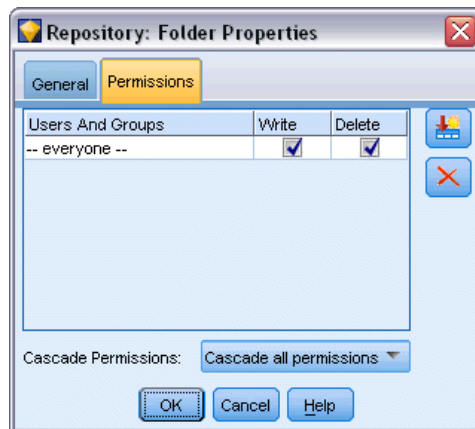 Repository: Folder Properties
General Permissions
Users And Groups Write Delete
-- everyone --
Cascade Permissions: Cascade all permissions
OK Cancel Help